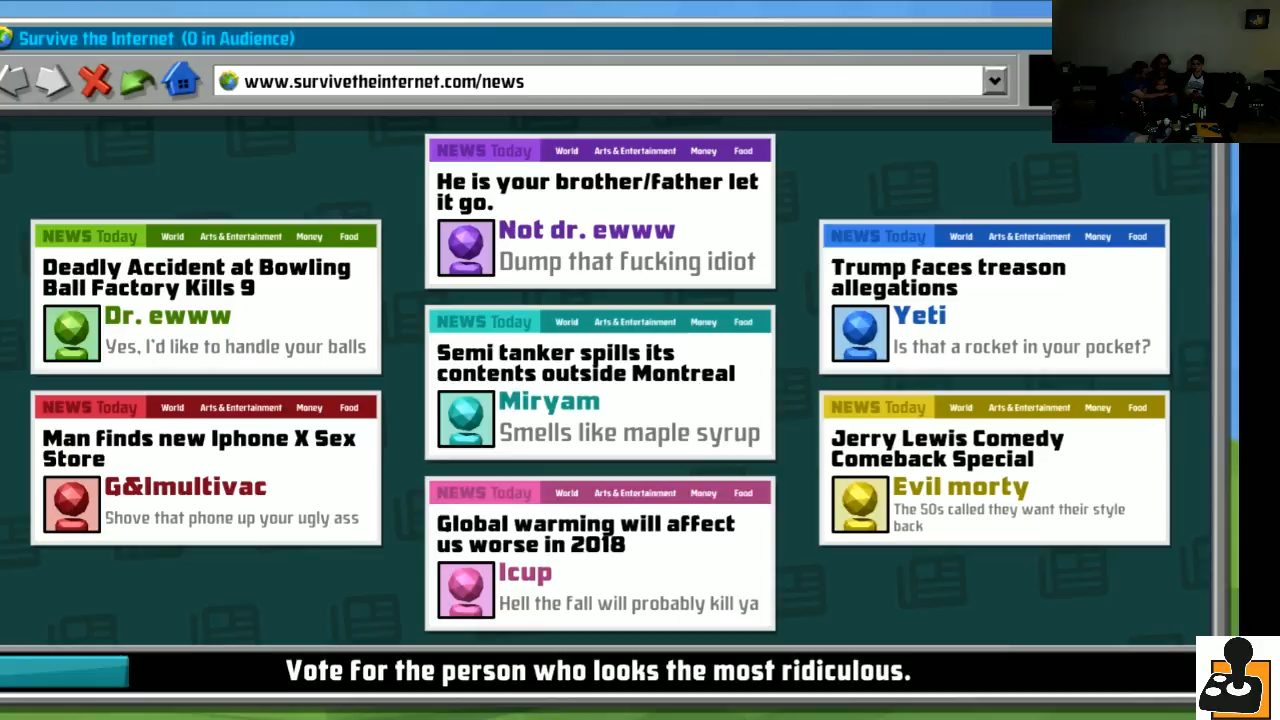 Survive the Internet (0 in Audience)
www.survivetheinternet.com/news
NEWS Today World Arts & Entertainment Money Food
Deadly Accident at Bowling
Ball Factory Kills 9
Dr. ewww
Yes, I'd like to handle your balls
NEWS Today World Arts & Entertainment Money Food
Man finds new Iphone X Sex
Store
G&Imultivac
Shove that phone up your ugly ass
NEWS Today World Arts & Entertainment Money Food
He is your brother/father let
it go.
Not dr. ewww
Dump that fucking idiot
NEWS Today World Arts & Entertainment Money Food
Semi tanker spills its
contents outside Montreal
Miryam
Smells like maple syrup
NEWS Today World Arts & Entertainment Money Food
Global warming will affect
us worse in 2018
Icup
Hell the fall will probably kill ya
NEWS Today World Arts & Entertainment Money Food
Trump faces treason
allegations
Yeti
Is that a rocket in your pocket?
NEWS Today World Arts & Entertainment Money Food
Jerry Lewis Comedy
Comeback Special
Evil morty
The 50s called they want their style
back
Vote for the person who looks the most ridiculous.